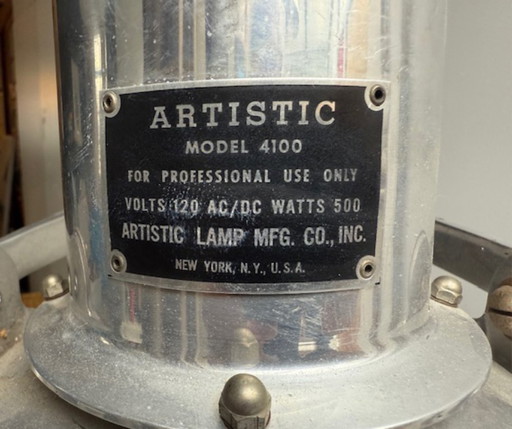 ARTISTIC
MODEL 4100
FOR PROFESSIONAL USE ONLY
VOLTS 120 AC/DC WATTS 500
ARTISTIC LAMP MFG. CO., INC.
NEW YORK, N.Y., U.S.A.